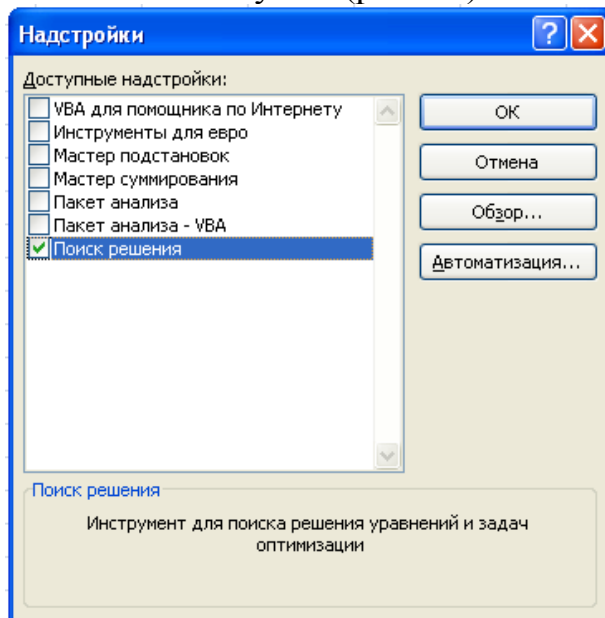 Надстройки
Доступные надстройки:
VBA для помощника по Интернету
Инструменты для евро
Мастер подстановок
Мастер суммирования
Пакет анализа
Пакет анализа - VBA
Поиск решения
ОК
Отмена
Обзор...
Автоматизация...
Поиск решения
Инструмент для поиска решения уравнений и задач
оптимизации